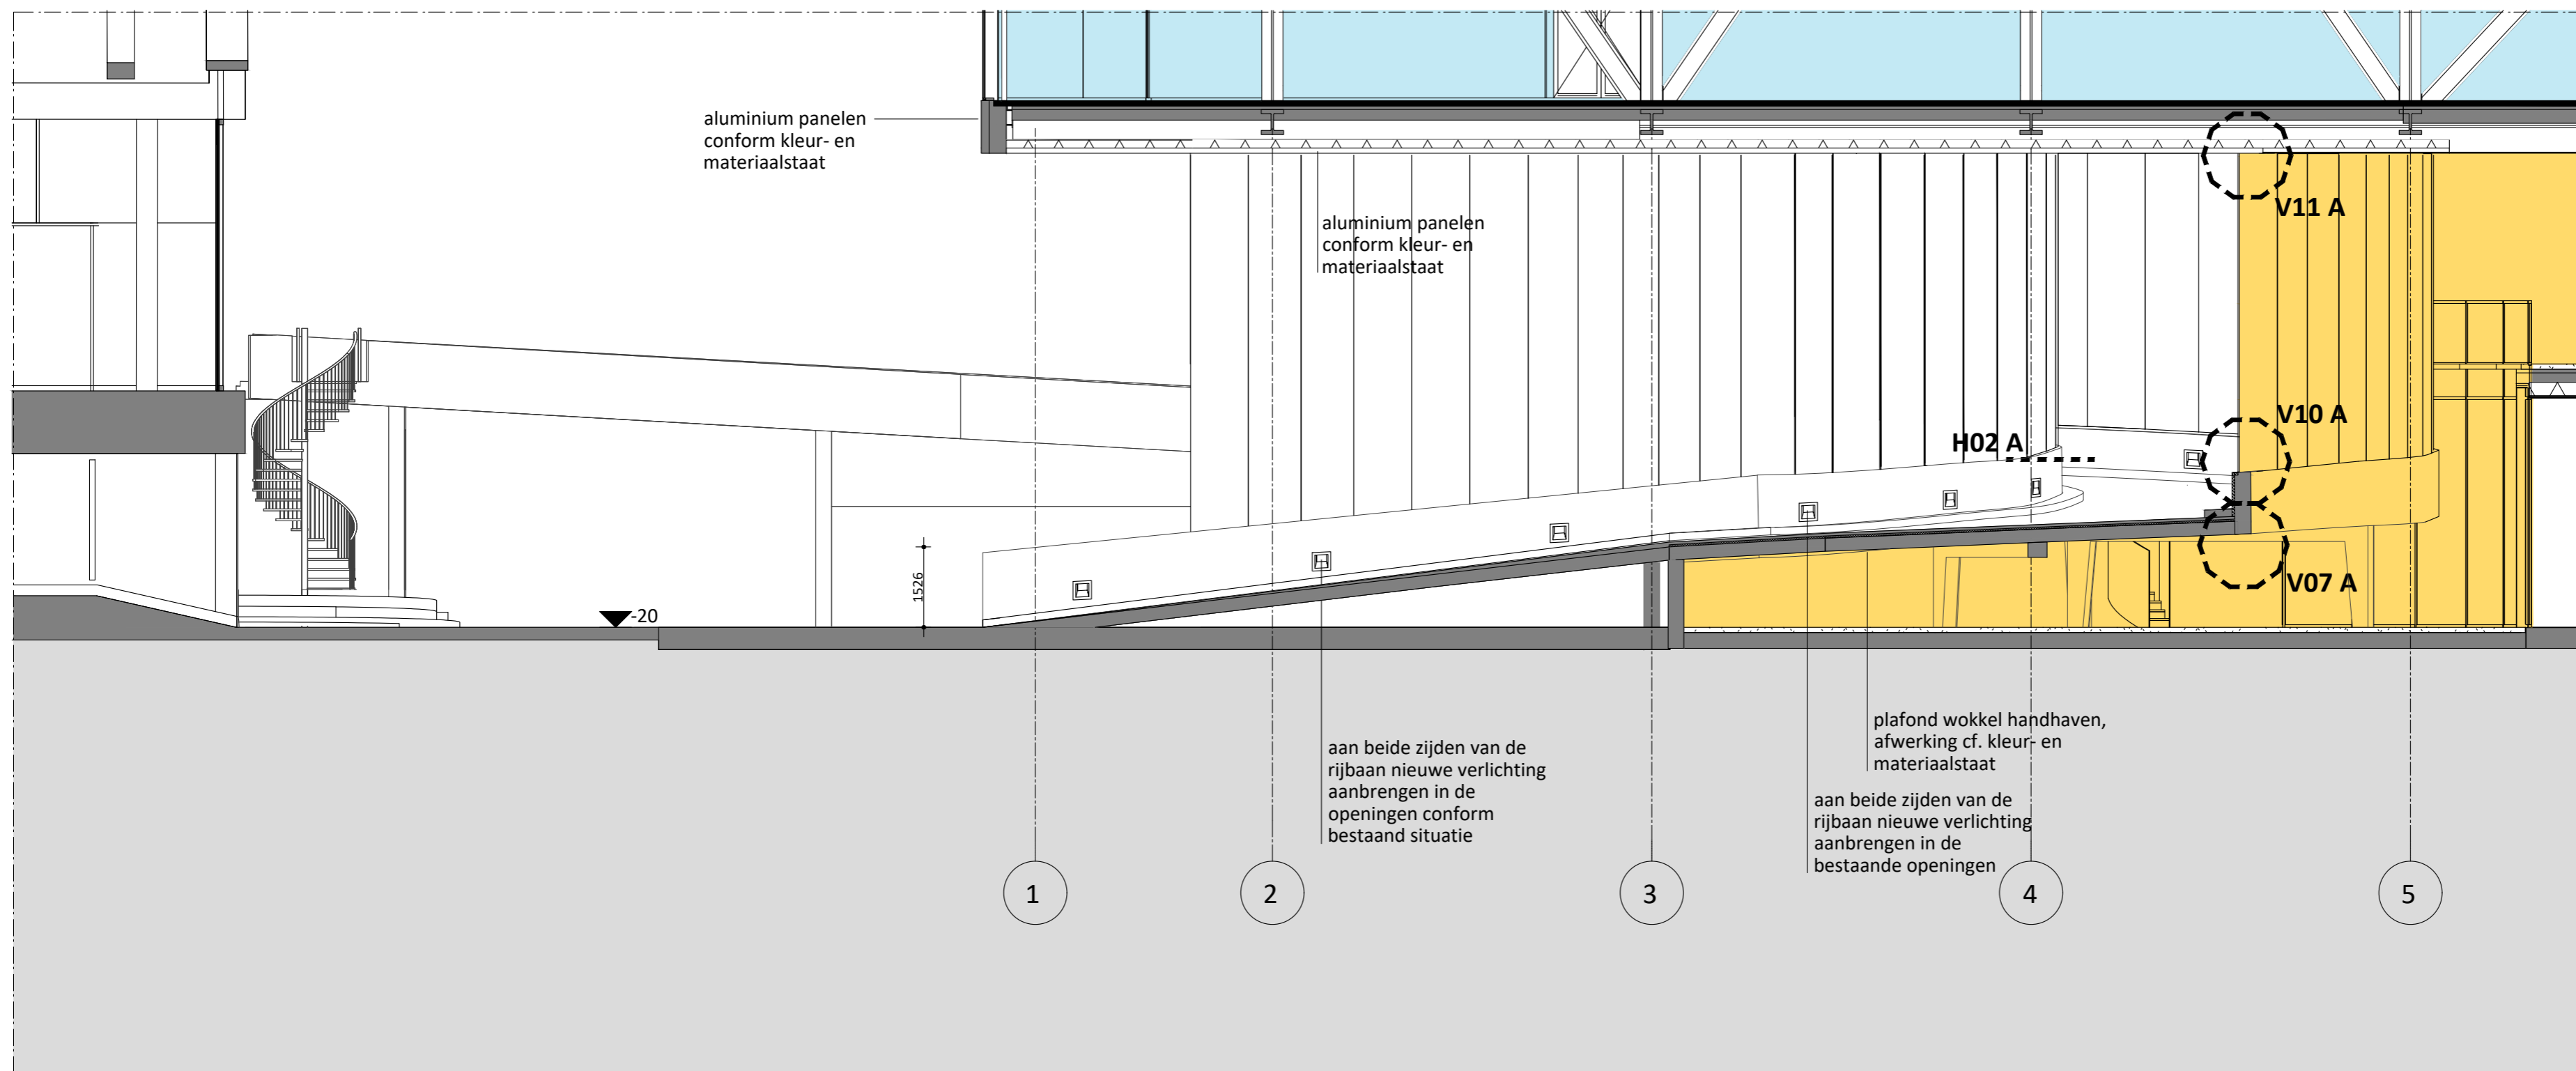 aluminium panelen
conform kleur- en
materiaalstaat
aluminium panelen
conform kleur- en
materiaalstaat
V11 A
V10 A
H02 A
V07 A
1526
-20
plafond wokkel handhaven,
afwerking cf. kleur- en
materiaalstaat
aan beide zijden van de
rijbaan nieuwe verlichting
aanbrengen in de
openingen conform
bestaand situatie
aan beide zijden van de
rijbaan nieuwe verlichting
aanbrengen in de
bestaande openingen
1
2
3
4
5